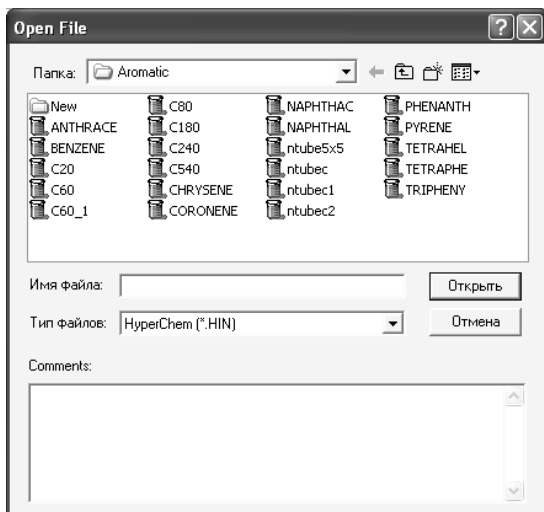 Open File
Папка: Aromatic
New C80 NAPHTHAC PHENANTH
ANTHRACE C180 NAPHTHAL PYRENE
BENZENE C240 ntube5x5 TETRAHEL
C20 C540 ntubec TETRAPHE
C60 CHRYSENE ntubec1 TRIPHENY
C60_1 CORONENE ntubec2
Имя файла: Открыть
Тип файлов: HyperChem (*.HIN) Отмена
Comments: